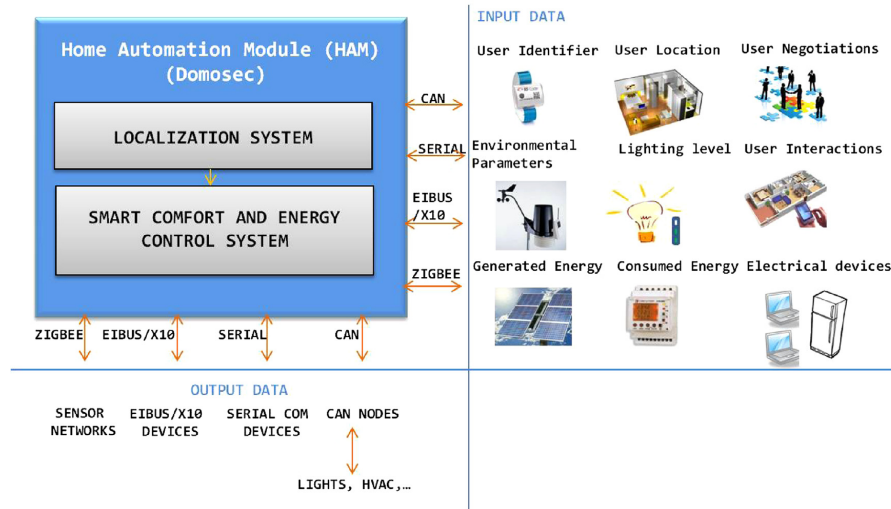 Home Automation Module (HAM)
(Domosec)
LOCALIZATION SYSTEM
SMART COMFORT AND ENERGY
CONTROL SYSTEM
CAN
SERIAL
EIBUS
/X10
ZIGBEE
ZIGBEE
EIBUS/X10
SERIAL
CAN
INPUT DATA
User Identifier
User Location
User Negotiations
Environmental
Parameters
Lighting level
User Interactions
Generated Energy
Consumed Energy
Electrical devices
OUTPUT DATA
SENSOR
NETWORKS
EIBUS/X10
DEVICES
SERIAL COM
DEVICES
CAN NODES
LIGHTS, HVAC,…